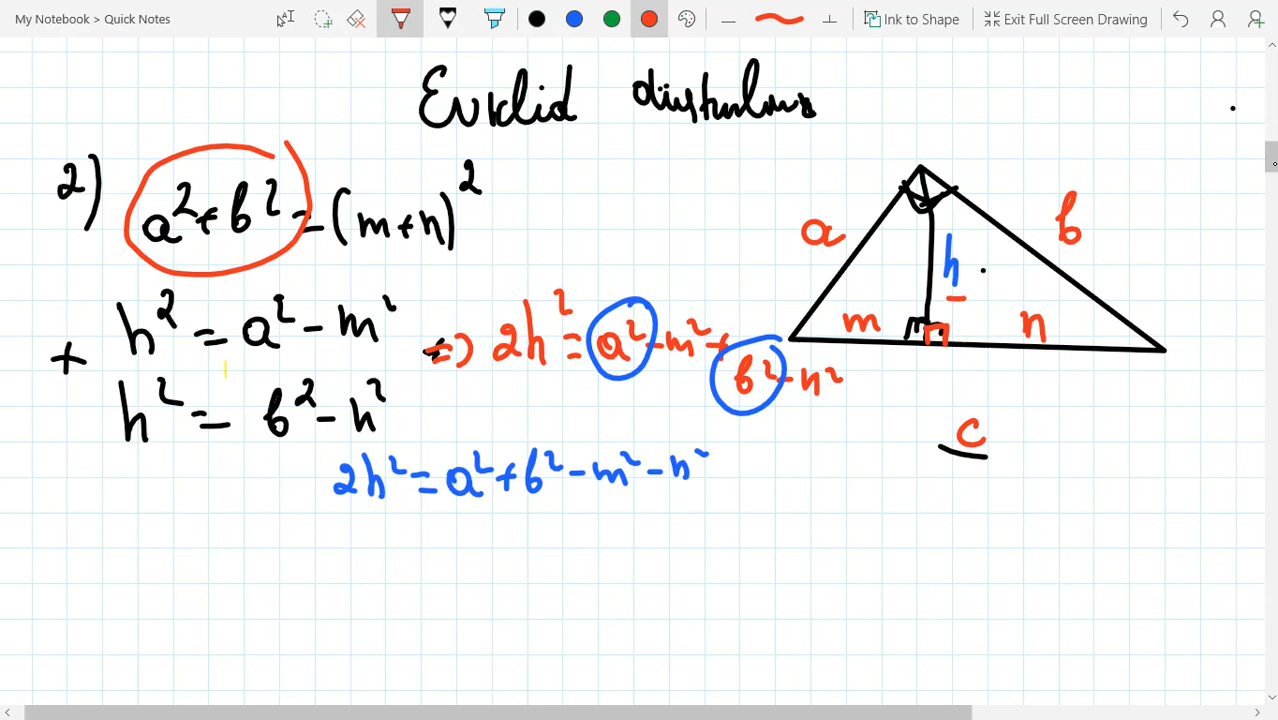 My Notebook > Quick Notes
Ink to Shape
Exit Full Screen Drawing
Euclid
2) a²+b² = (m+n)²
h² = a² - m²
+
h² = b² - n²
=> 2h² = a² - m² +
b² - n²
2h² = a² + b² - m² - n²
a
b
h
m
n
c